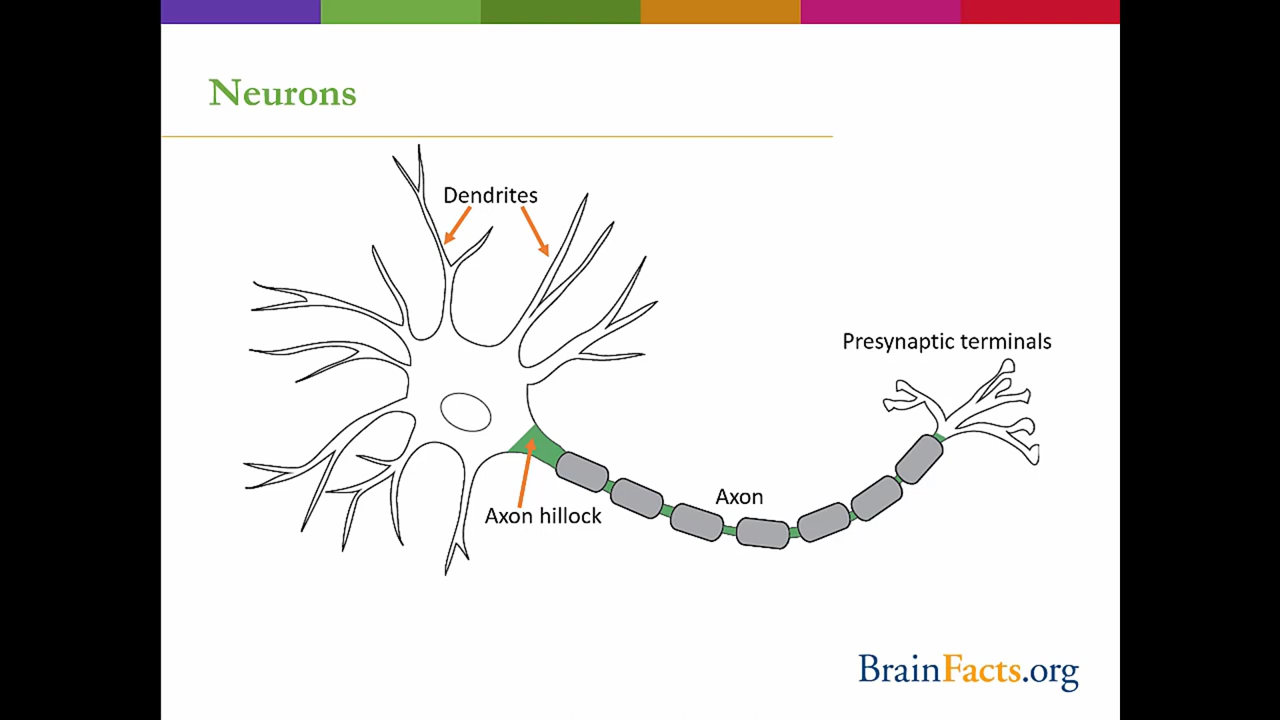 Neurons
Dendrites
Presynaptic terminals
Axon
Axon hillock
BrainFacts.org